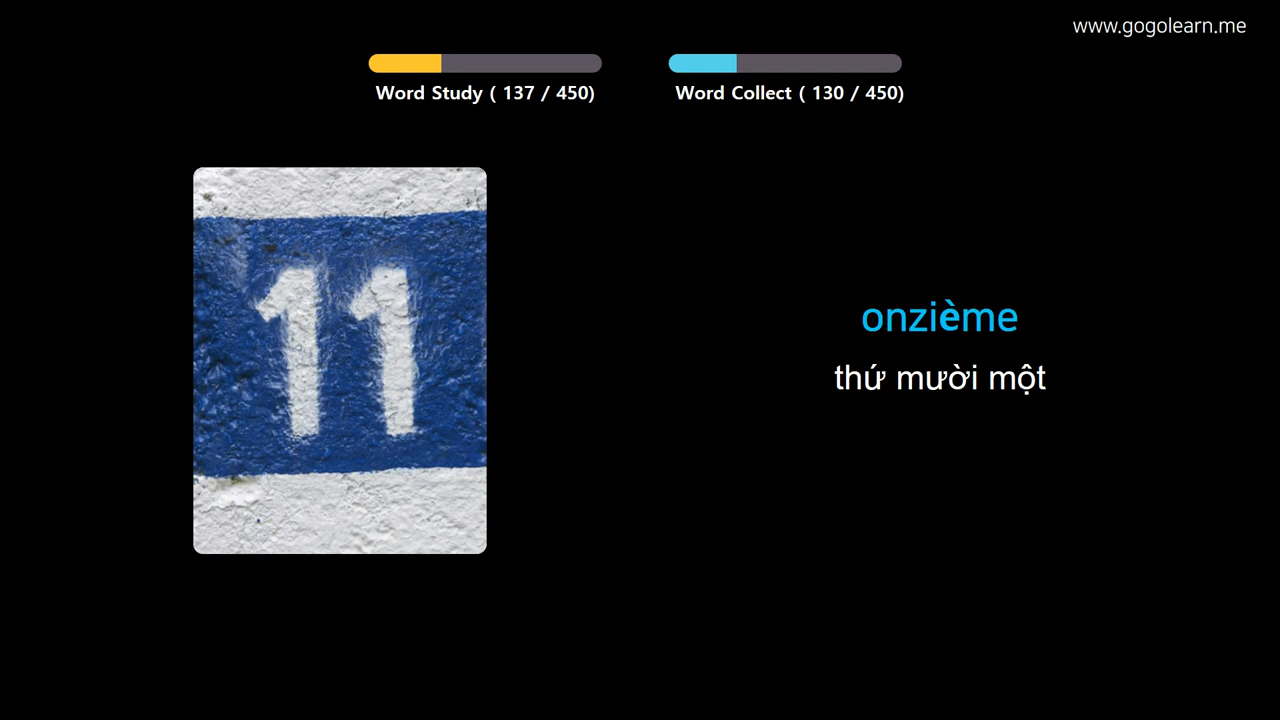 www.gogolearn.me
Word Study ( 137 / 450)
Word Collect ( 130 / 450)
11
onzième
thứ mười một